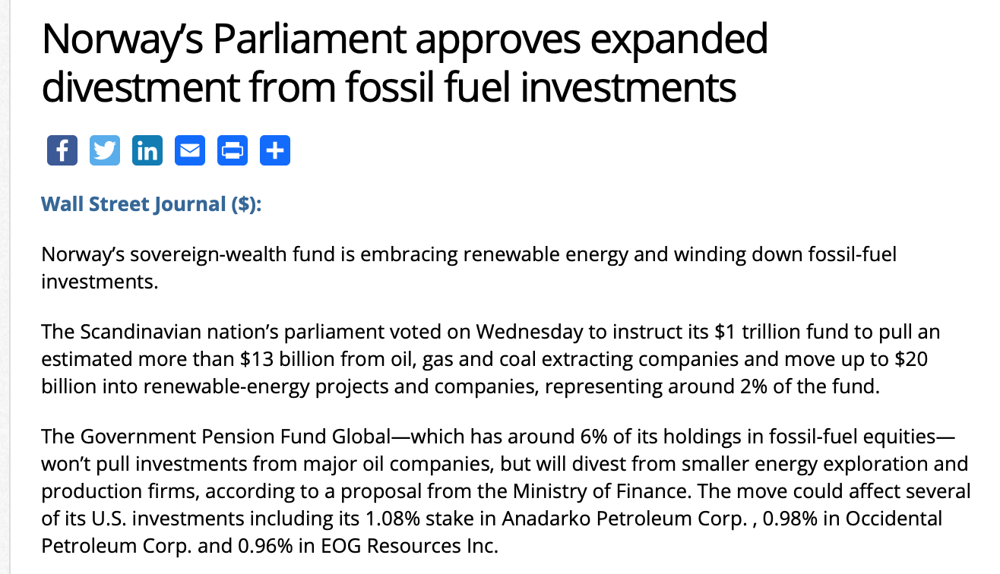 Norway’s Parliament approves expanded
divestment from fossil fuel investments
f
in
Wall Street Journal ($):
Norway’s sovereign-wealth fund is embracing renewable energy and winding down fossil-fuel
investments.
The Scandinavian nation’s parliament voted on Wednesday to instruct its $1 trillion fund to pull an
estimated more than $13 billion from oil, gas and coal extracting companies and move up to $20
billion into renewable-energy projects and companies, representing around 2% of the fund.
The Government Pension Fund Global—which has around 6% of its holdings in fossil-fuel equities—
won’t pull investments from major oil companies, but will divest from smaller energy exploration and
production firms, according to a proposal from the Ministry of Finance. The move could affect several
of its U.S. investments including its 1.08% stake in Anadarko Petroleum Corp. , 0.98% in Occidental
Petroleum Corp. and 0.96% in EOG Resources Inc.